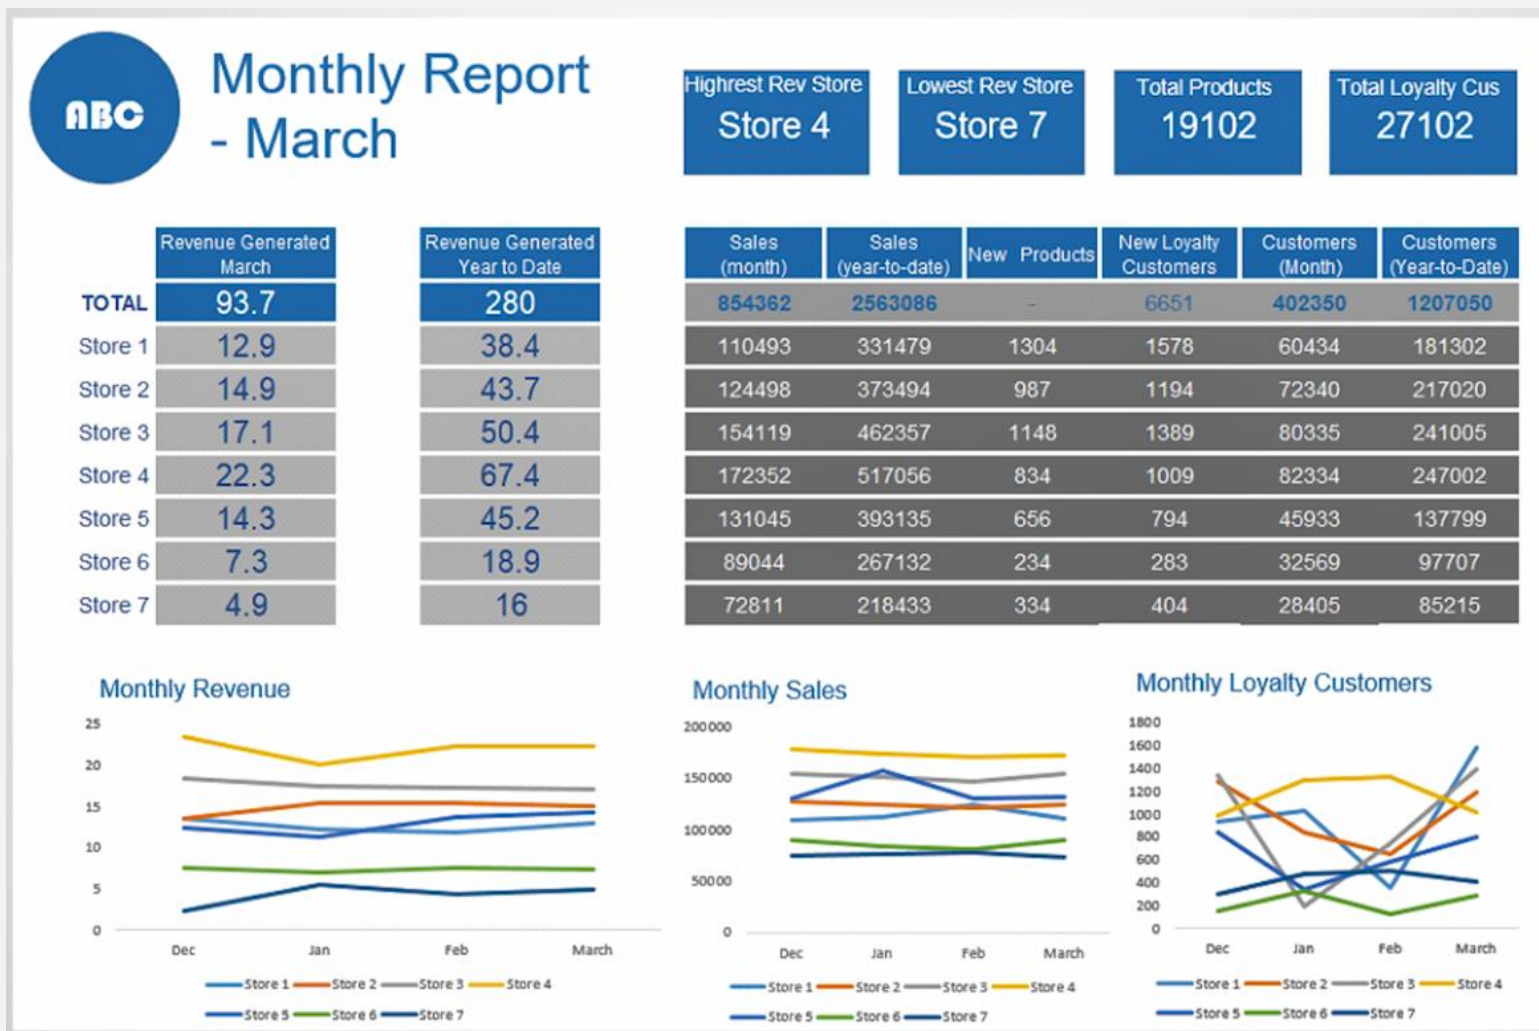 ABC
Monthly Report
- March
Highrest Rev Store
Store 4
Lowest Rev Store
Store 7
Total Products
19102
Total Loyalty Cus
27102
Revenue Generated
March
Revenue Generated
Year to Date
Sales
(month)
Sales
(year-to-date)
New Products
New Loyalty
Customers
Customers
(Month)
Customers
(Year-to-Date)
TOTAL 93.7 280 854362 2563086 - 6651 402350 1207050
Store 1 12.9 38.4 110493 331479 1304 1578 60434 181302
Store 2 14.9 43.7 124498 373494 987 1194 72340 217020
Store 3 17.1 50.4 154119 462357 1148 1389 80335 241005
Store 4 22.3 67.4 172352 517056 834 1009 82334 247002
Store 5 14.3 45.2 131045 393135 656 794 45933 137799
Store 6 7.3 18.9 89044 267132 234 283 32569 97707
Store 7 4.9 16 72811 218433 334 404 28405 85215
Monthly Revenue
25
20
15
10
5
0
Dec Jan Feb March
Store 1 Store 2 Store 3 Store 4
Store 5 Store 6 Store 7
Monthly Sales
200000
150000
100000
50000
0
Dec Jan Feb March
Store 1 Store 2 Store 3 Store 4
Store 5 Store 6 Store 7
Monthly Loyalty Customers
1800
1600
1400
1200
1000
800
600
400
200
0
Dec Jan Feb March
Store 1 Store 2 Store 3 Store 4
Store 5 Store 6 Store 7